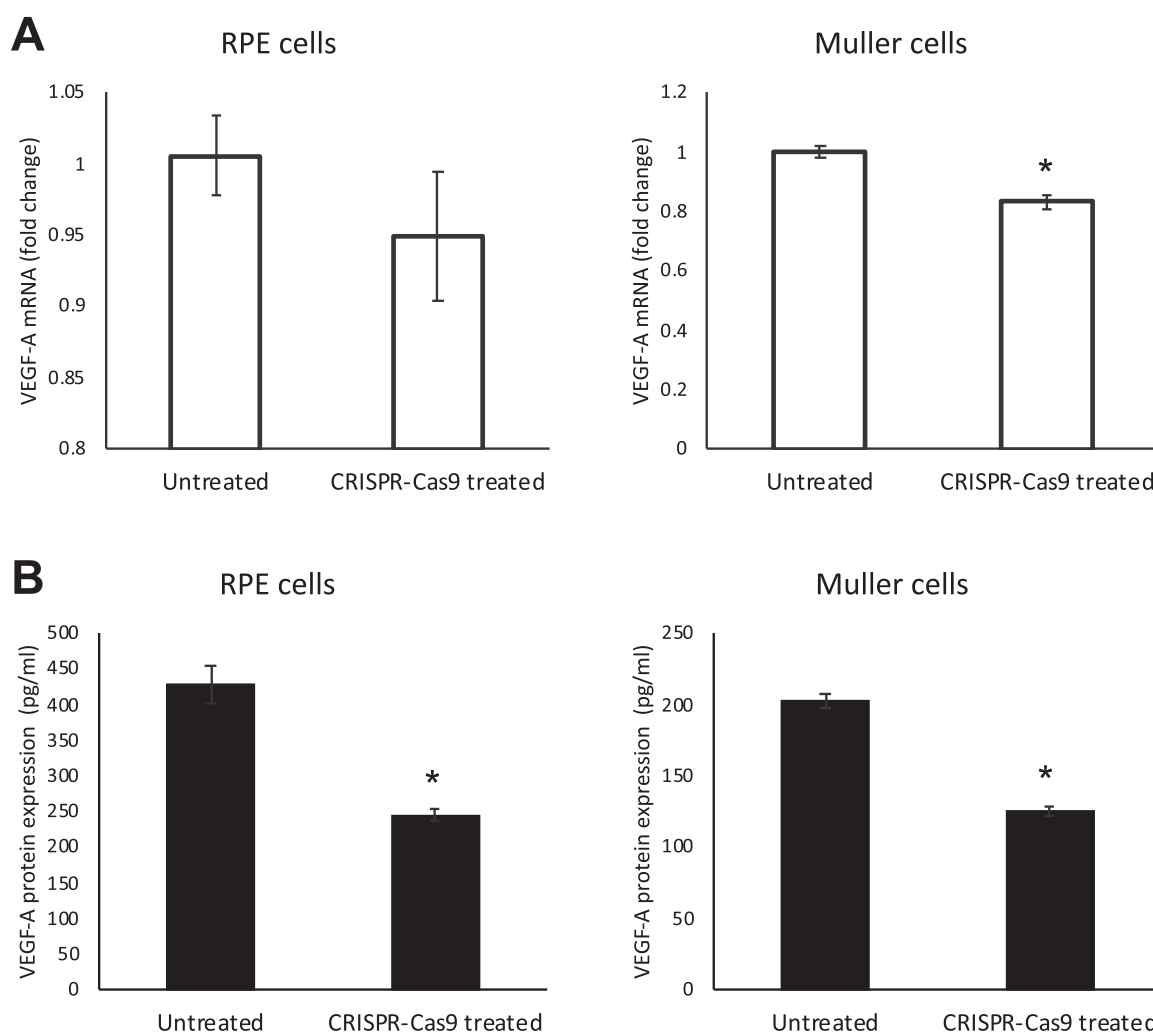 A
RPE cells
Muller cells
VEGF-A mRNA (fold change)
1.05
1
0.95
0.9
0.85
0.8
Untreated
CRISPR-Cas9 treated
VEGF-A mRNA (fold change)
1.2
1
0.8
0.6
0.4
0.2
0
*
Untreated
CRISPR-Cas9 treated
B
RPE cells
Muller cells
VEGF-A protein expression (pg/ml)
500
450
400
350
300
250
200
150
100
50
0
*
Untreated
CRISPR-Cas9 treated
VEGF-A protein expression (pg/ml)
250
200
150
100
50
0
*
Untreated
CRISPR-Cas9 treated